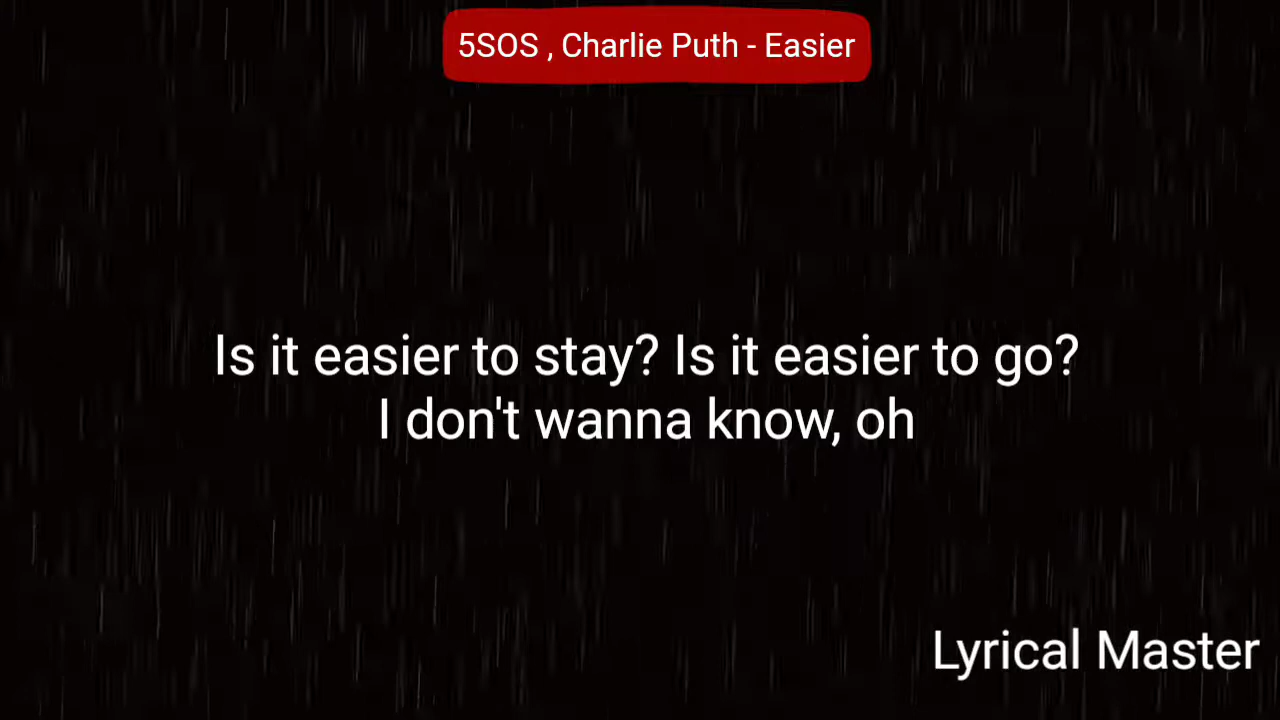 5SOS , Charlie Puth - Easier
Is it easier to stay? Is it easier to go?
I don't wanna know, oh
Lyrical Master